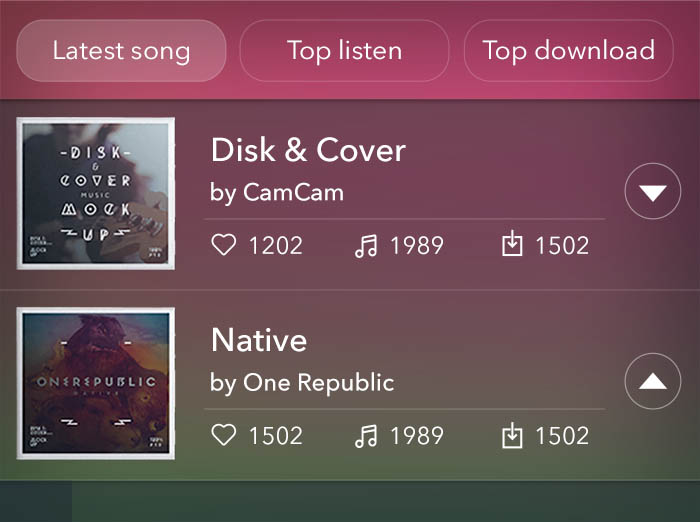 Latest song
Top listen
Top download
-DISK-
&
COVER
MUSIC
MOCK
UP
Disk & Cover
by CamCam
1202
1989
1502
ONEREPUBLIC
NATIVE
Native
by One Republic
1502
1989
1502